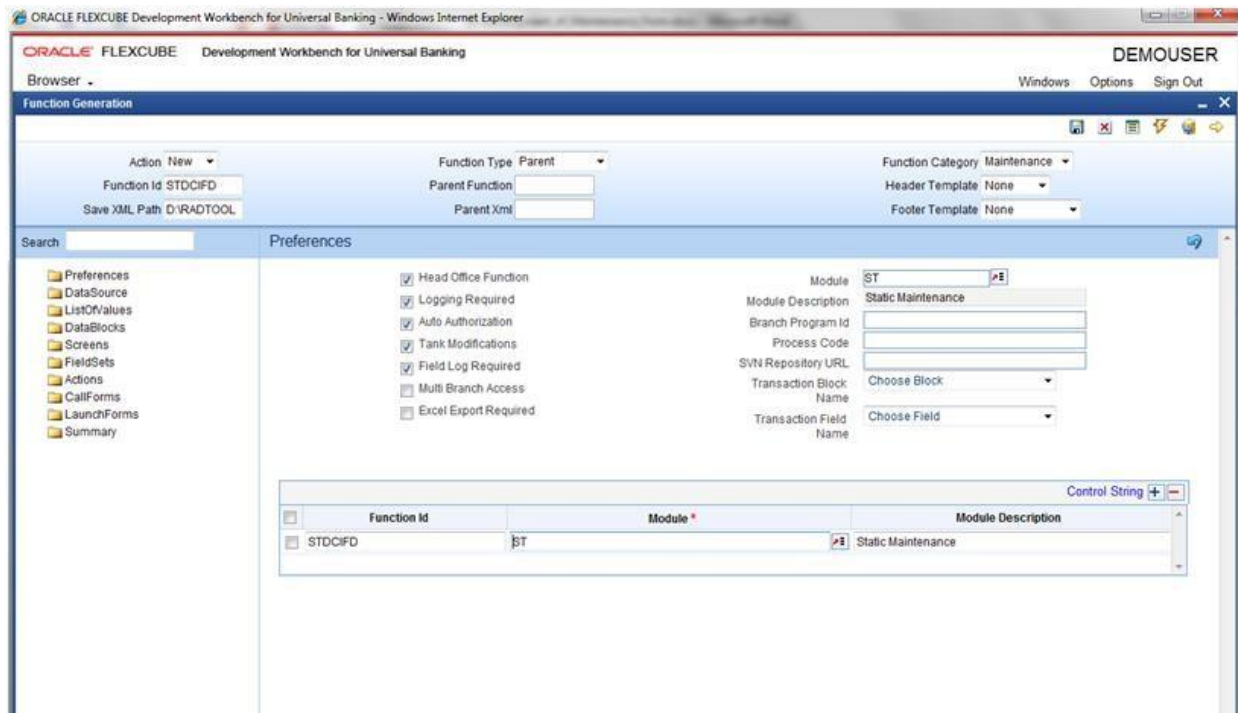 ORACLE FLEXCUBE Development Workbench for Universal Banking - Windows Internet Explorer
ORACLE FLEXCUBE Development Workbench for Universal Banking
DEMOUSER
Browser
Windows Options Sign Out
Function Generation
Action New
Function Type Parent
Function Category Maintenance
Function Id STDCIFD
Parent Function
Header Template None
Save XML Path D:\RADTOOL
Parent Xml
Footer Template None
Search
Preferences
DataSource
ListOfValues
DataBlocks
Screens
FieldSets
Actions
CallForms
LaunchForms
Summary
Preferences
Head Office Function
Logging Required
Auto Authorization
Tank Modifications
Field Log Required
Multi Branch Access
Excel Export Required
Module ST
Module Description Static Maintenance
Branch Program Id
Process Code
SVN Repository URL
Transaction Block Name Choose Block
Transaction Field Name Choose Field
Control String + -
Function Id Module * Module Description
STDCIFD ST Static Maintenance